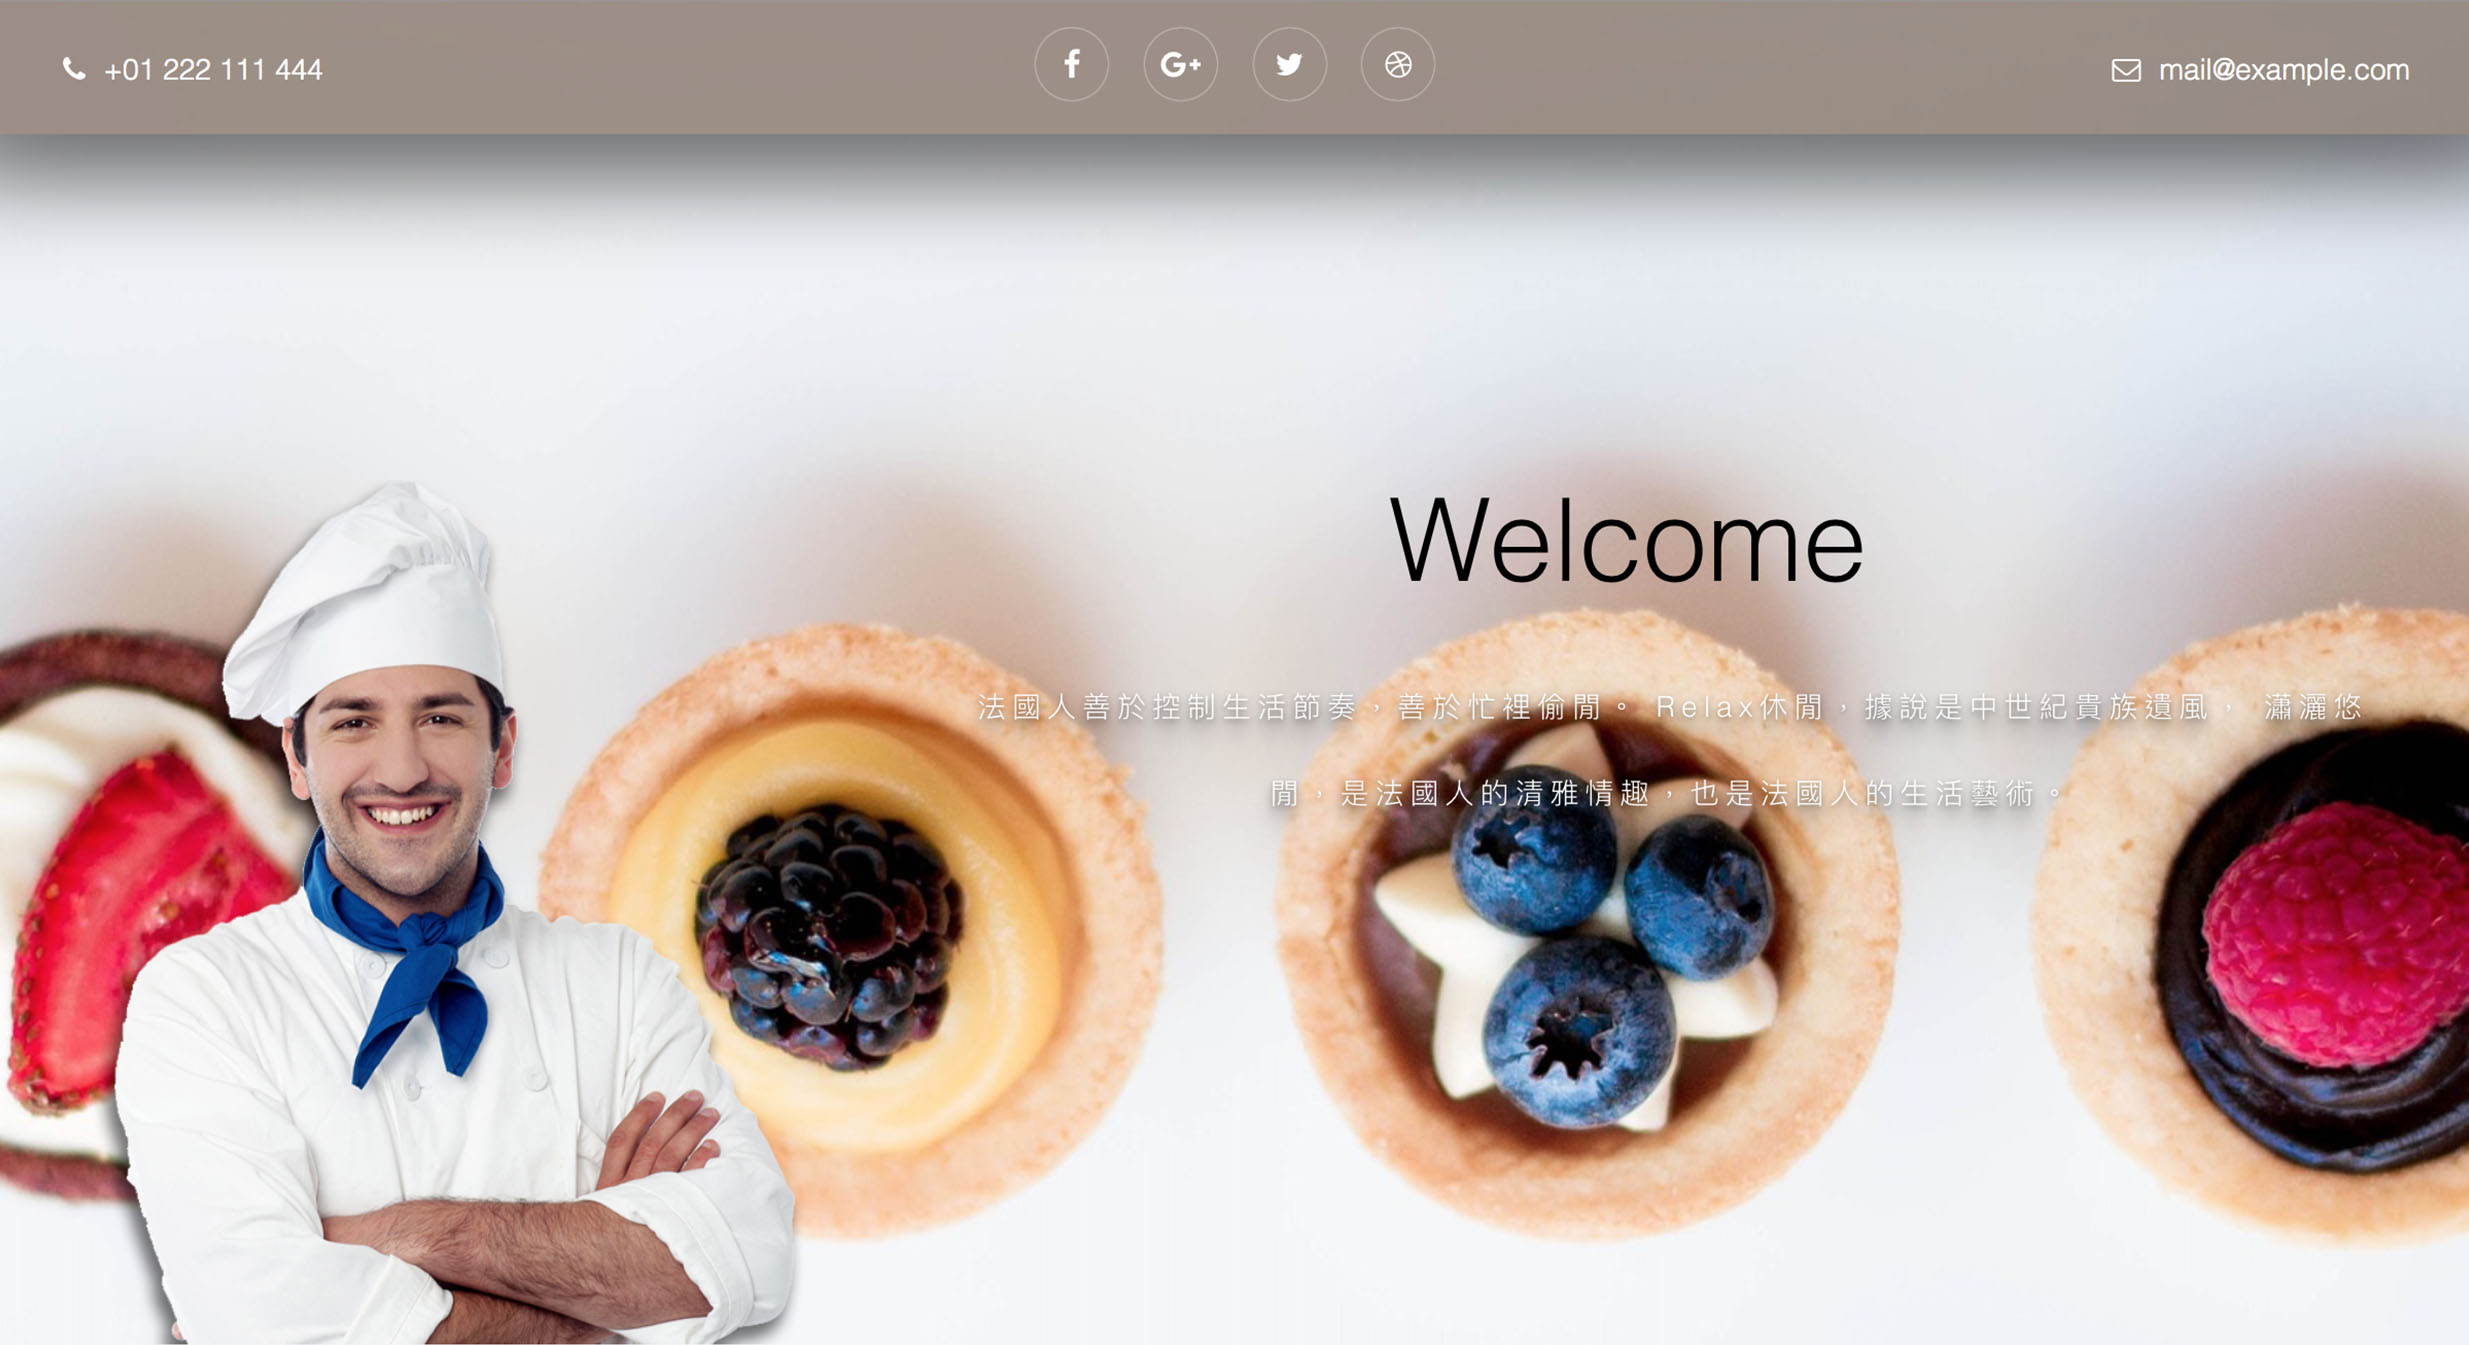 +01 222 111 444
mail@example.com
Welcome
法國人善於控制生活節奏，善於忙裡偷閒。 Relax休閒，據說是中世紀貴族遺風， 瀟灑悠
閒，是法國人的清雅情趣，也是法國人的生活藝術。